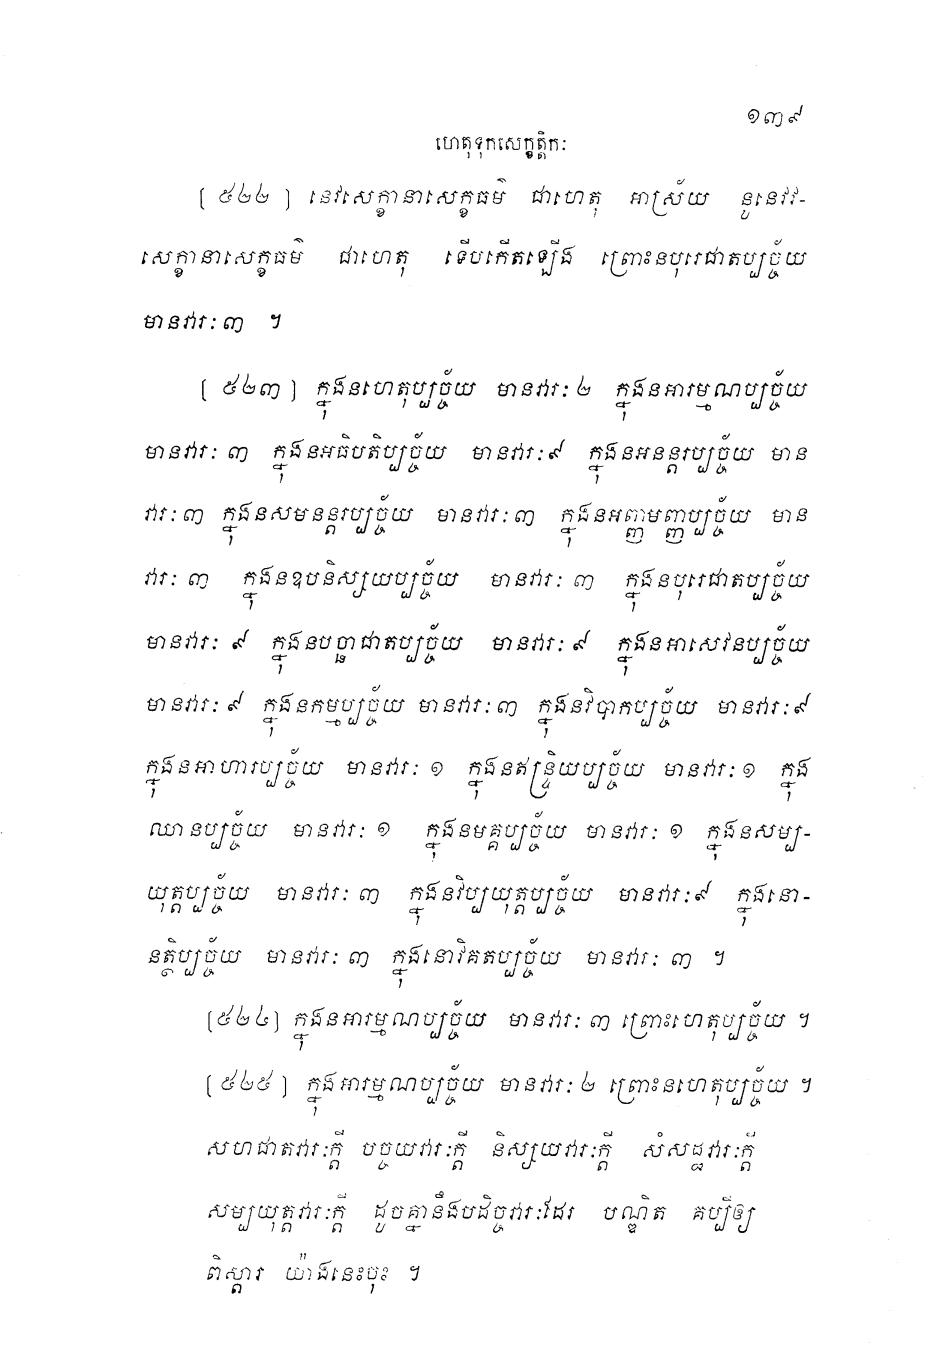 ១៣៩
ហេតុទុកសេក្ខត្តិកៈ
[ ៥២២ ] នេវសេក្ខានាសេក្ខធម៌ ជាហេតុ អាស្រ័យ នូនេវវ-
សេក្ខានាសេក្ខធម៌ ជាហេតុ ទើបកើតឡើង ព្រោះនបុរេជាតប្បច្ច័យ
មានវារៈ ៣ ។
[ ៥២៣ ] ក្នុងនហេតុប្បច្ច័យ មានវារៈ ២ ក្នុងនអារម្មណប្បច្ច័យ
មានវារៈ ៣ ក្នុងនអធិបតិប្បច្ច័យ មានវារៈ ៩ ក្នុងនអនន្តរប្បច្ច័យ មាន
វារៈ ៣ ក្នុងនសមនន្តរប្បច្ច័យ មានវារៈ ៣ ក្នុងនអញ្ញាមញ្ញប្បច្ច័យ មាន
វារៈ ៣ ក្នុងនឧបនិស្សយប្បច្ច័យ មានវារៈ ៣ ក្នុងនបុរេជាតប្បច្ច័យ
មានវារៈ ៩ ក្នុងនបច្ឆាជាតប្បច្ច័យ មានវារៈ ៩ ក្នុងនអាសេវនប្បច្ច័យ
មានវារៈ ៩ ក្នុងនកម្មប្បច្ច័យ មានវារៈ ៣ ក្នុងនវិបាកប្បច្ច័យ មានវារៈ ៩
ក្នុងនអាហារប្បច្ច័យ មានវារៈ ១ ក្នុងនឥន្ទ្រិយប្បច្ច័យ មានវារៈ ១ ក្នុង
ឈានប្បច្ច័យ មានវារៈ ១ ក្នុងនមគ្គប្បច្ច័យ មានវារៈ ១ ក្នុងនសម្ប-
យុត្តប្បច្ច័យ មានវារៈ ៣ ក្នុងនវិប្បយុត្តប្បច្ច័យ មានវារៈ ៩ ក្នុងនោ-
នត្ថិប្បច្ច័យ មានវារៈ ៣ ក្នុងនោវិគតប្បច្ច័យ មានវារៈ ៣ ។
[៥២៤] ក្នុងនអារម្មណប្បច្ច័យ មានវារៈ ៣ ព្រោះហេតុប្បច្ច័យ ។
[ ៥២៥ ] ក្នុងអារម្មណប្បច្ច័យ មានវារៈ ២ ព្រោះនហេតុប្បច្ច័យ ។
សហជាតវារៈក្តី បច្ចយវារៈក្តី និស្សយវារៈក្តី សំសដ្ឋវារៈក្តី
សម្បយុត្តវារៈក្តី ដូចគ្នានឹងបដិច្ចវារៈដែរ បណ្ឌិត គប្បីឲ្យ
ពិស្តារ យ៉ាងនេះចុះ ។